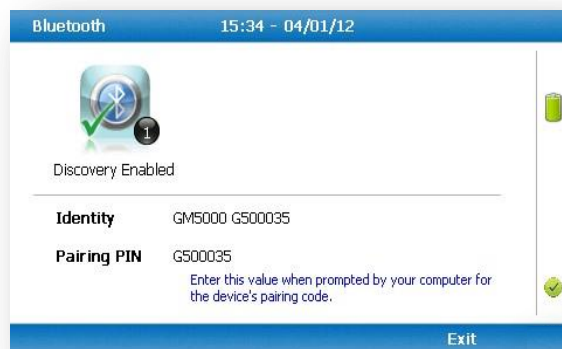 Bluetooth 15:34 - 04/01/12
1
Discovery Enabled
Identity GM5000 G500035
Pairing PIN G500035
Enter this value when prompted by your computer for
the device's pairing code.
Exit